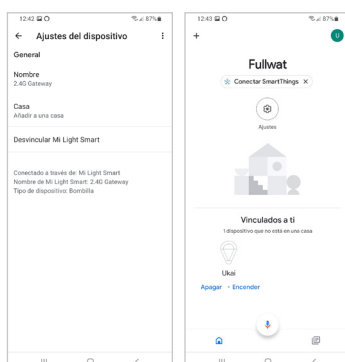 12:42 87%
← Ajustes del dispositivo
General
Nombre
2.4G Gateway
Casa
Añadir a una casa
Desvincular Mi Light Smart
Conectado a través de: Mi Light Smart
Nombre de Mi Light Smart: 2.4G Gateway
Tipo de dispositivo: Bombilla
12:43 87%
+ U
Fullwat
Conectar SmartThings ×
Ajustes
Vinculados a ti
1 dispositivo que no está en una casa
Ukai
Apagar • Encender